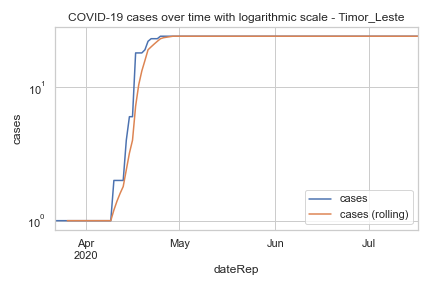 COVID-19 cases over time with logarithmic scale - Timor_Leste
cases
10¹
10⁰
cases
cases (rolling)
Apr
2020
May
Jun
Jul
dateRep